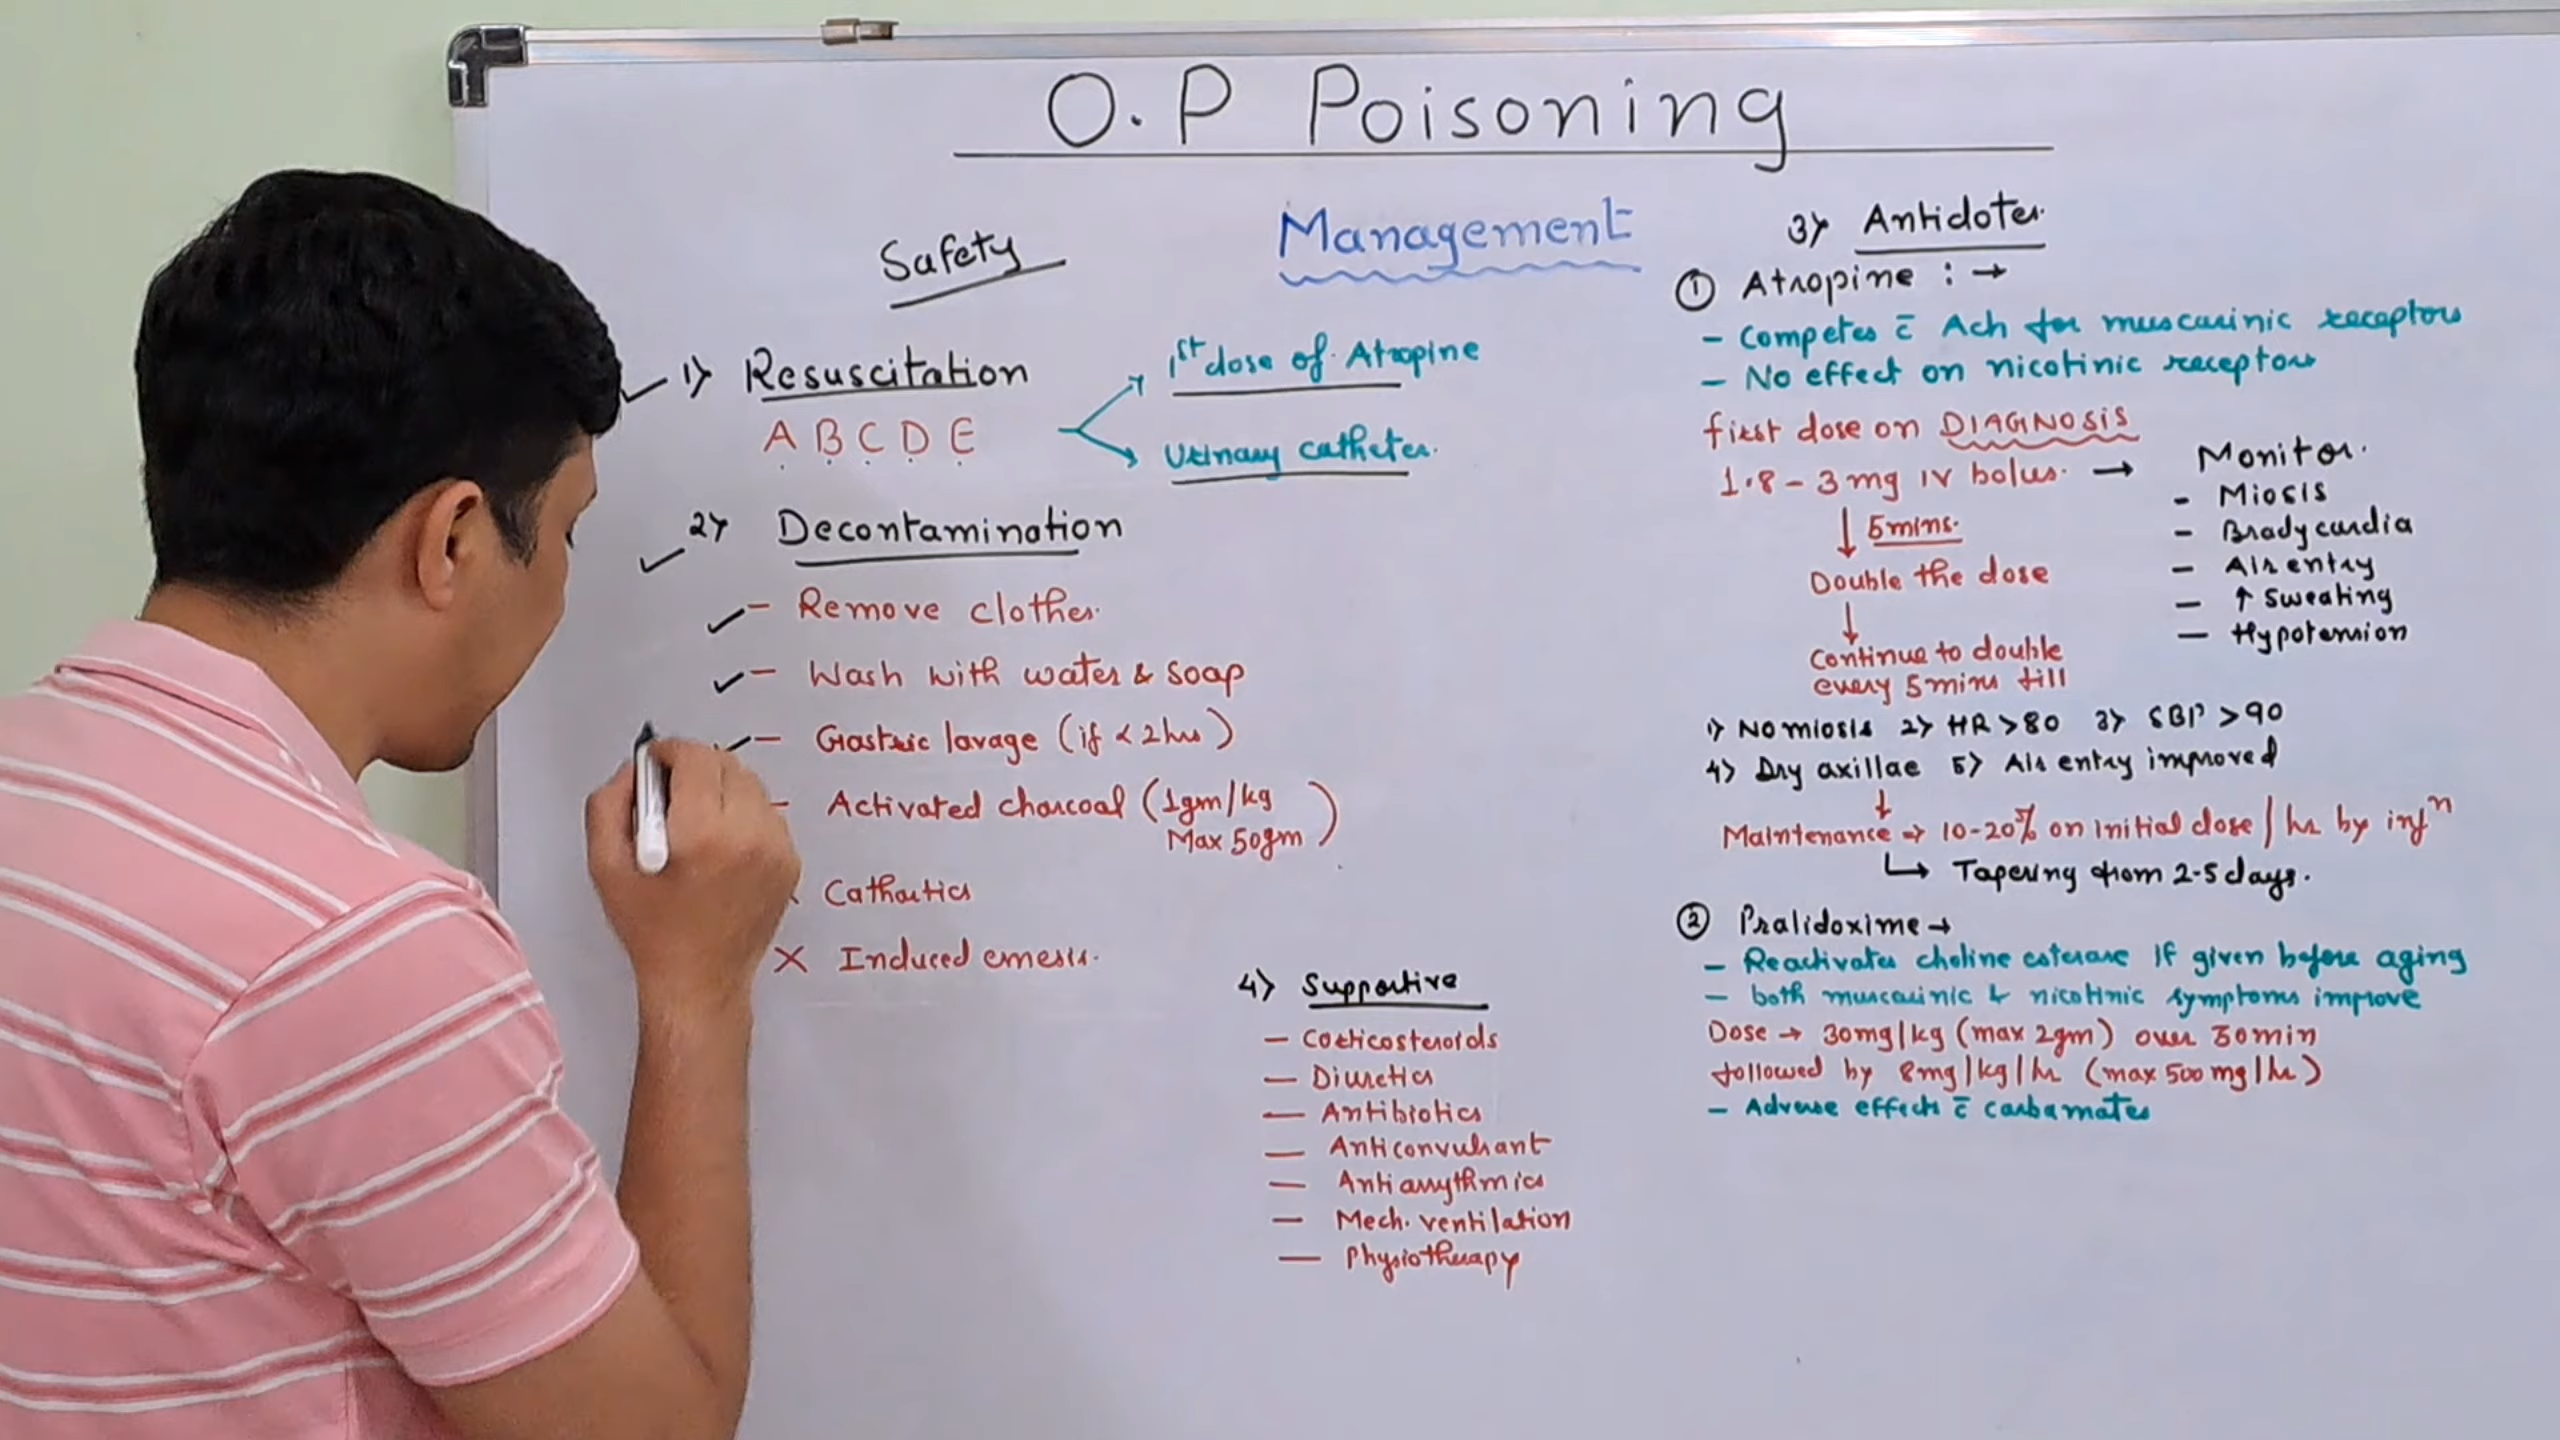 O.P Poisoning
Management
Safety
1) Resuscitation
A B C D E
1st dose of Atropine
Urinary catheter.
2) Decontamination
- Remove clothes.
- Wash with water & soap
- Gastric lavage (if < 2hrs)
- Activated charcoal (1gm/kg
Max 50gm)
Cathartics
X Induced emesis.
4) Supportive
- Corticosteroids
- Diuretics
- Antibiotics
- Anticonvulsant
- Antiarrythmics
- Mech. ventilation
- Physiotherapy
3) Antidotes.
① Atropine : →
- Competes c̄ Ach for muscarinic receptors
- No effect on nicotinic receptors
first dose on DIAGNOSIS
1.8 - 3 mg IV bolus. →
↓ 5mins.
Double the dose
↓
Continue to double
every 5 mins till
Monitor.
- Miosis
- Bradycardia
- Air entry
- ↑ Sweating
- Hypotension
1) No miosis 2) HR > 80 3) SBP > 90
4) Dry axillae 5) Air entry improved
↓
Maintenance → 10-20% on initial dose / hr by infⁿ
↳ Tapering from 2-5 days.
② Pralidoxime →
- Reactivates choline esterase if given before aging
- both muscarinic & nicotinic symptoms improve
Dose → 30mg/kg (max 2gm) over 30min
followed by 8mg/kg/hr (max 500 mg/hr)
- Adverse effects c̄ carbamates